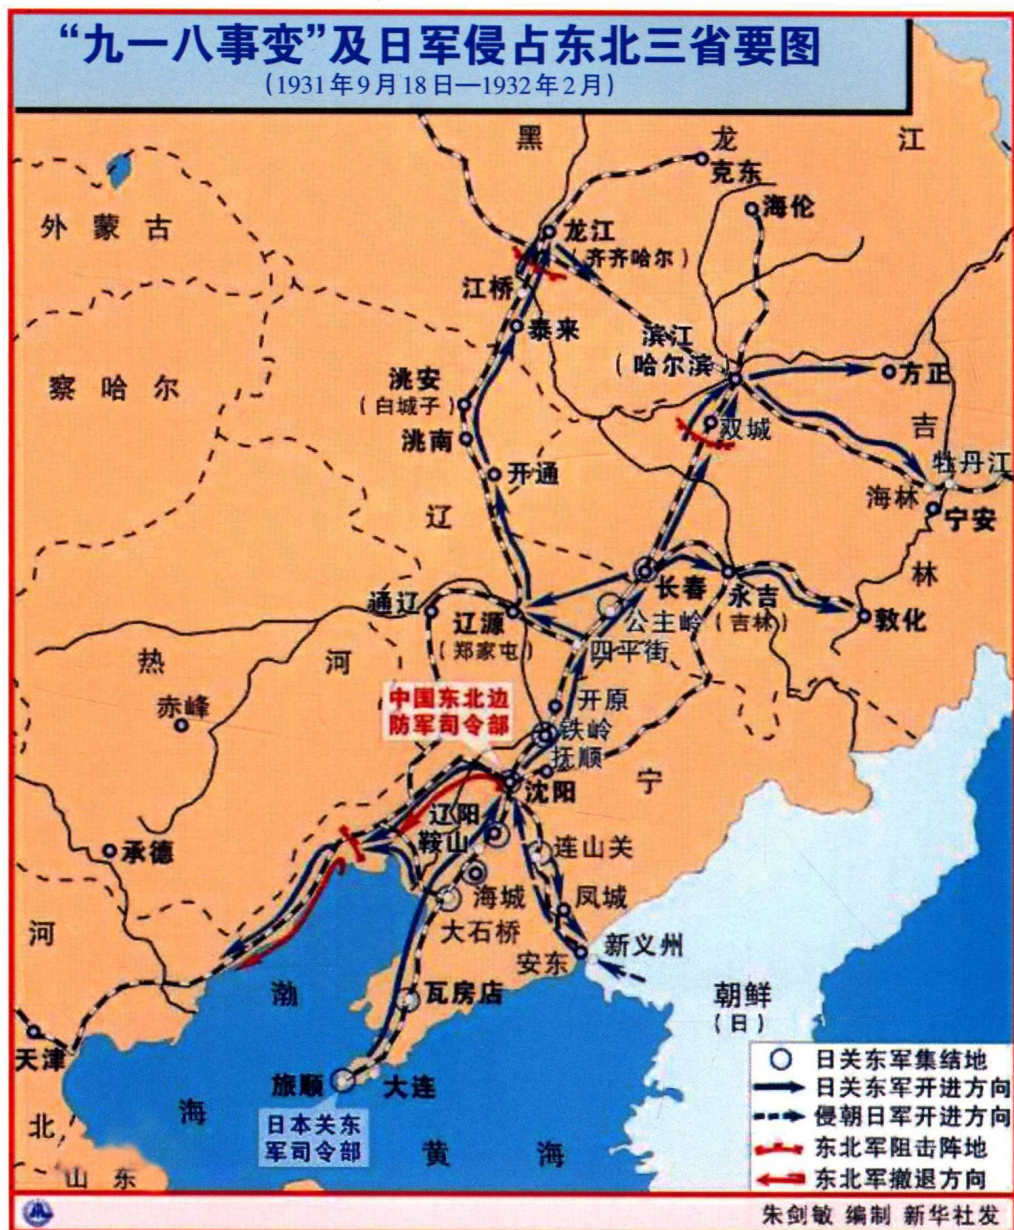 “九一八事变”及日军侵占东北三省要图
(1931年9月18日—1932年2月)
黑
龙
江
克东
海伦
外蒙古
龙江
(齐齐哈尔)
江桥
泰来
滨江
(哈尔滨)
察哈尔
洮安
(白城子)
方正
洮南
双城
吉
开通
牡丹江
海林
宁安
辽
林
长春
永吉
(吉林)
敦化
通辽
辽源
(郑家屯)
公主岭
四平街
热
河
赤峰
中国东北边
防军司令部
开原
铁岭
抚顺
宁
沈阳
辽阳
鞍山
连山关
承德
海城
凤城
大石桥
河
新义州
安东
渤
瓦房店
朝鲜
(日)
天津
旅顺
大连
海
日本关东
军司令部
北
黄
海
山东
日关东军集结地
日关东军开进方向
侵朝日军开进方向
东北军阻击阵地
东北军撤退方向
朱剑敏 编制 新华社发